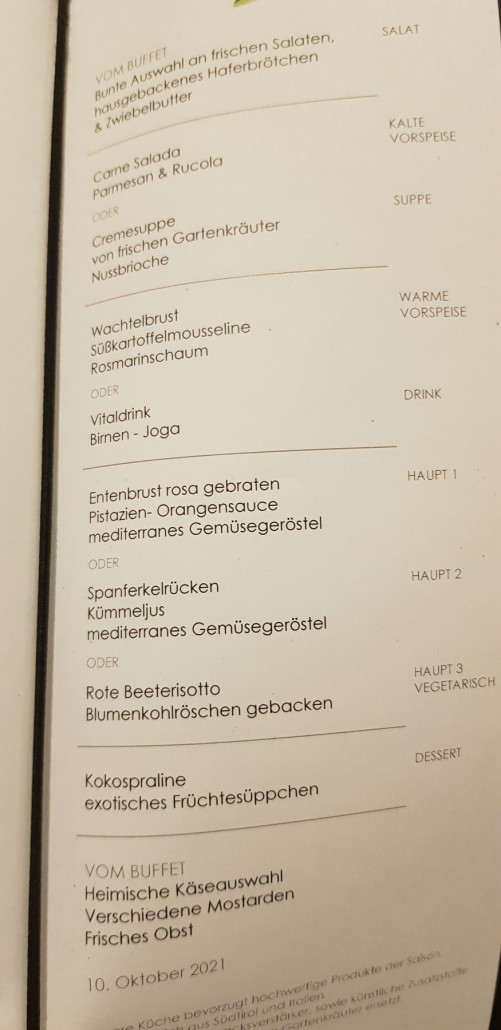 SALAT
VOM BUFFET
Bunte Auswahl an frischen Salaten,
hausgebackenes Haferbrötchen
& Zwiebelbutter
KALTE
VORSPEISE
Carne Salada
Parmesan & Rucola
ODER
SUPPE
Cremesuppe
von frischen Gartenkräuter
Nussbrioche
WARME
VORSPEISE
Wachtelbrust
Süßkartoffelmousseline
Rosmarinschaum
ODER
DRINK
Vitaldrink
Birnen - Joga
HAUPT 1
Entenbrust rosa gebraten
Pistazien- Orangensauce
mediterranes Gemüsegeröstel
ODER
HAUPT 2
Spanferkelrücken
Kümmeljus
mediterranes Gemüsegeröstel
ODER
HAUPT 3
VEGETARISCH
Rote Beeterisotto
Blumenkohlröschen gebacken
DESSERT
Kokospraline
exotisches Früchtesüppchen
VOM BUFFET
Heimische Käseauswahl
Verschiedene Mostarden
Frisches Obst
10. Oktober 2021
Küche bevorzugt hochwertige Produkte der Saison
aus Südtirol und Italien.
sowie künstliche Zusatzstoffe
Gartenkräuter ersetzt